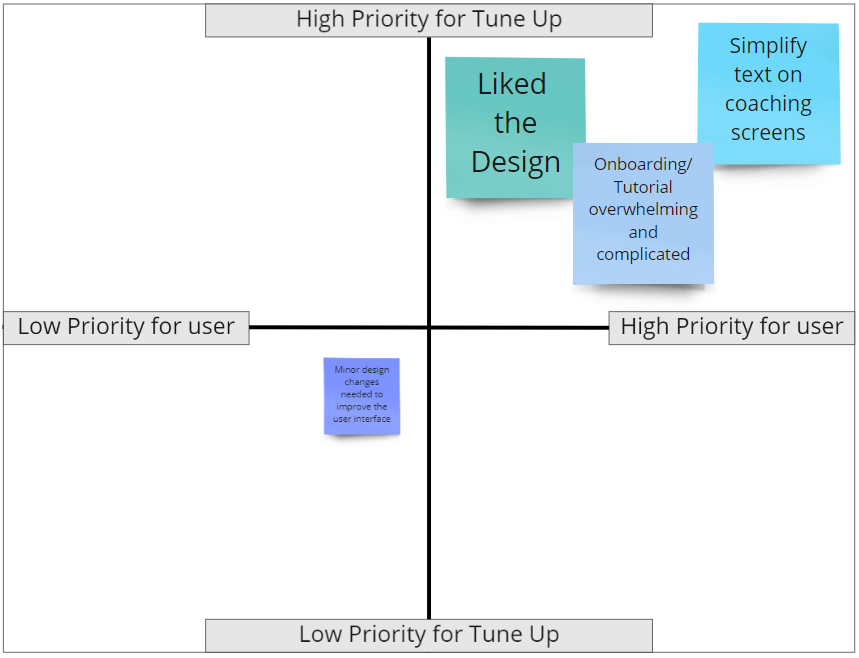 High Priority for Tune Up
Liked
the
Design
Simplify
text on
coaching
screens
Onboarding/
Tutorial
overwhelming
and
complicated
Low Priority for user
High Priority for user
Minor design
changes
needed to
improve the
user interface
Low Priority for Tune Up